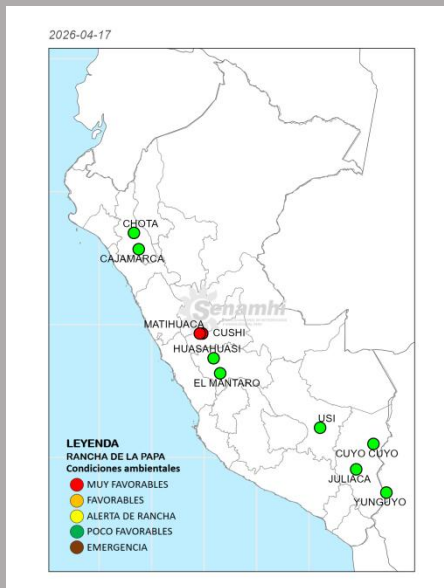 2026-04-17
CHOTA
CAJAMARCA
Senamhi
MATIHUACA
CUSHI
HUASAHUASI
EL MANTARO
USI
CUYO CUYO
JULIACA
YUNGUYO
LEYENDA
RANCHA DE LA PAPA
Condiciones ambientales
MUY FAVORABLES
FAVORABLES
ALERTA DE RANCHA
POCO FAVORABLES
EMERGENCIA